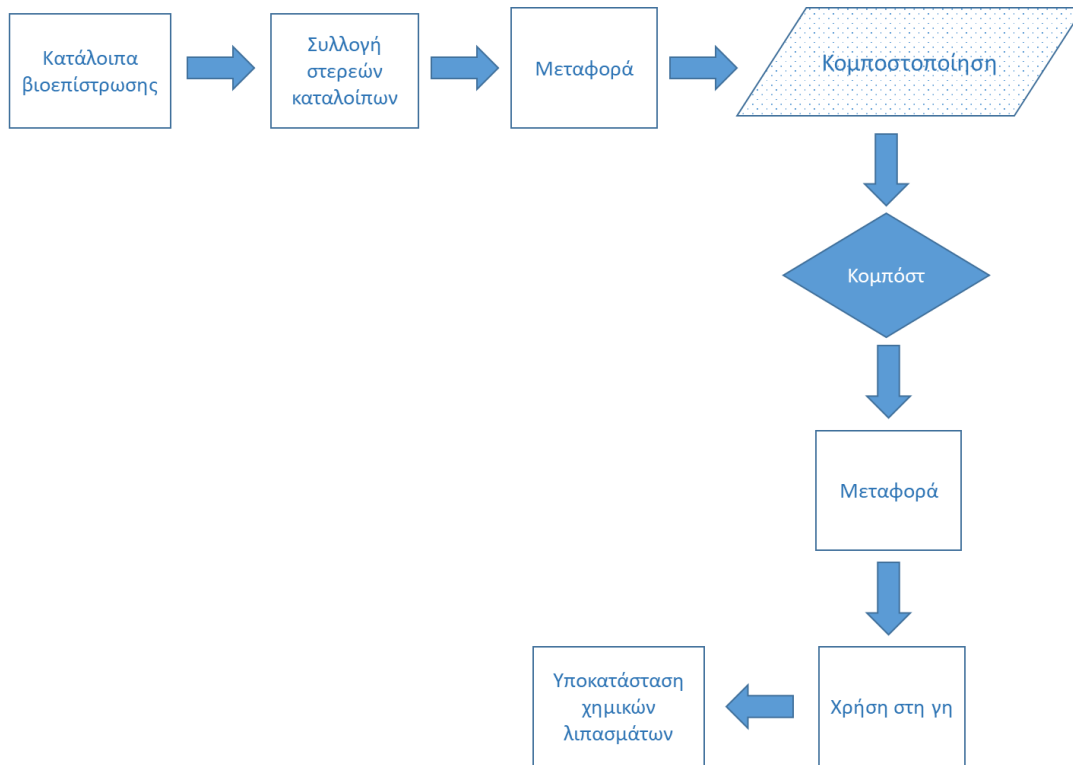 Κατάλοιπα
βιοεπίστρωσης
Συλλογή
στερεών
καταλοίπων
Μεταφορά
Κομποστοποίηση
Κομπόστ
Μεταφορά
Χρήση στη γη
Υποκατάσταση
χημικών
λιπασμάτων